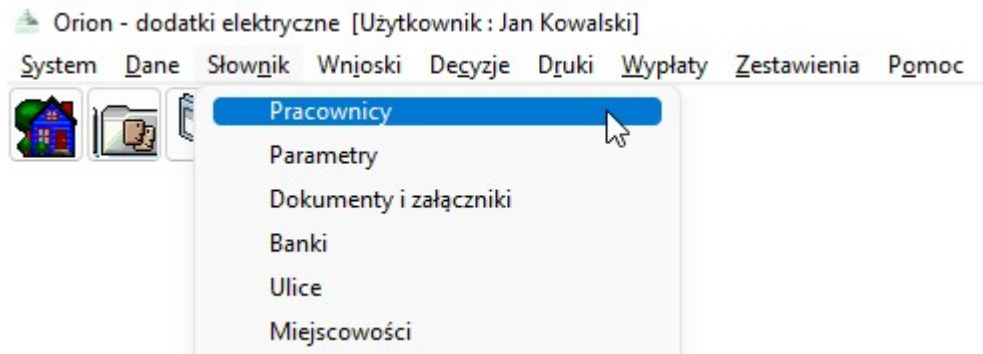 Orion - dodatki elektryczne [Użytkownik : Jan Kowalski]
System Dane Słownik Wnioski Decyzje Druki Wypłaty Zestawienia Pomoc
Pracownicy
Parametry
Dokumenty i załączniki
Banki
Ulice
Miejscowości